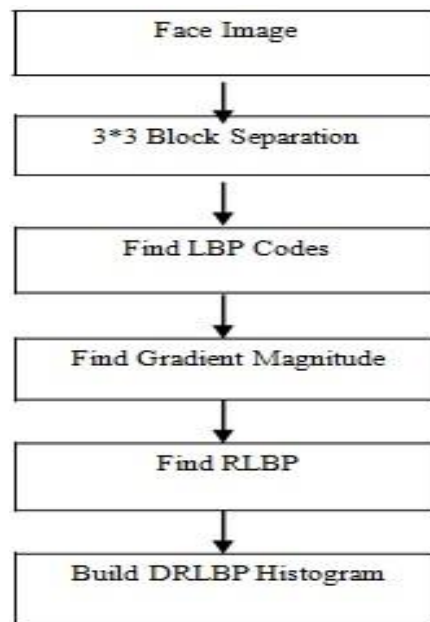 Face Image
3*3 Block Separation
Find LBP Codes
Find Gradient Magnitude
Find RLBP
Build DRLBP Histogram